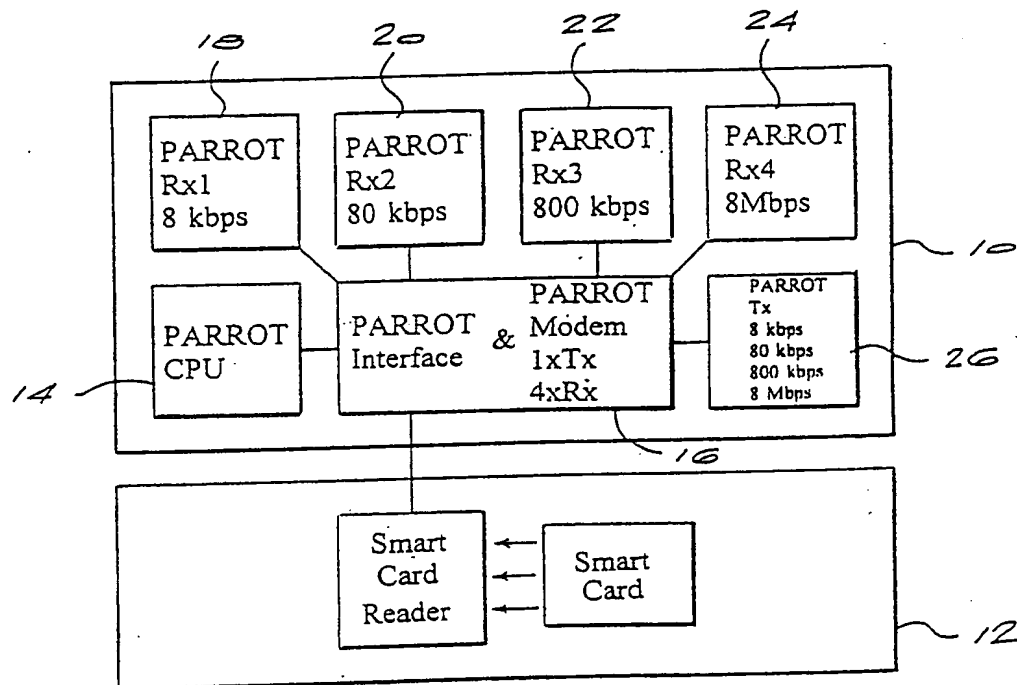 18
20
22
24
PARROT
Rx1
8 kbps
PARROT
Rx2
80 kbps
PARROT
Rx3
800 kbps
PARROT
Rx4
8Mbps
10
PARROT
CPU
PARROT
Interface
&
PARROT
Modem
1xTx
4xRx
PARROT
Tx
8 kbps
80 kbps
800 kbps
8 Mbps
14
26
16
Smart
Card
Reader
Smart
Card
12